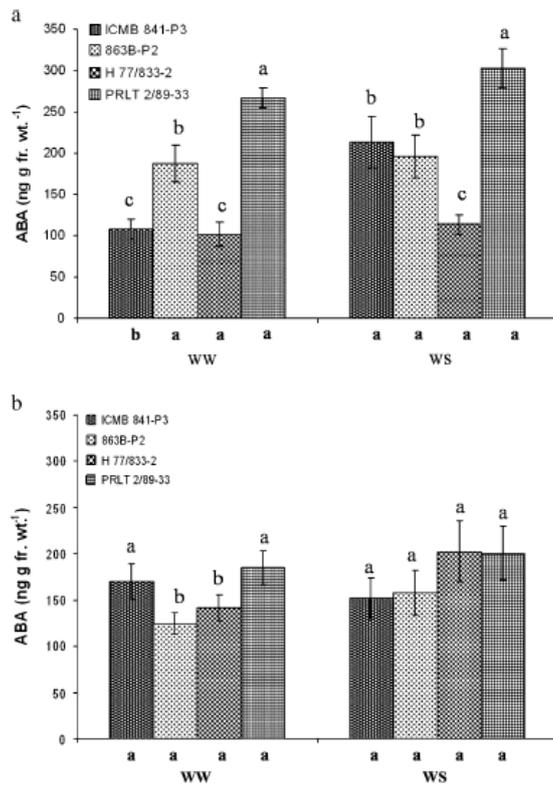 a
350
300
250
200
150
100
50
0
ABA (ng g fr. wt.-1)
ICMB 841-P3
863B-P2
H 77/833-2
PRLT 2/89-33
c b c a b b c a
b a a a a a a a
WW WS
b
350
300
250
200
150
100
50
0
ABA (ng g fr. wt.-1)
ICMB 841-P3
863B-P2
H 77/833-2
PRLT 2/89-33
a b b a a a a a
a a a a a a a a
WW WS